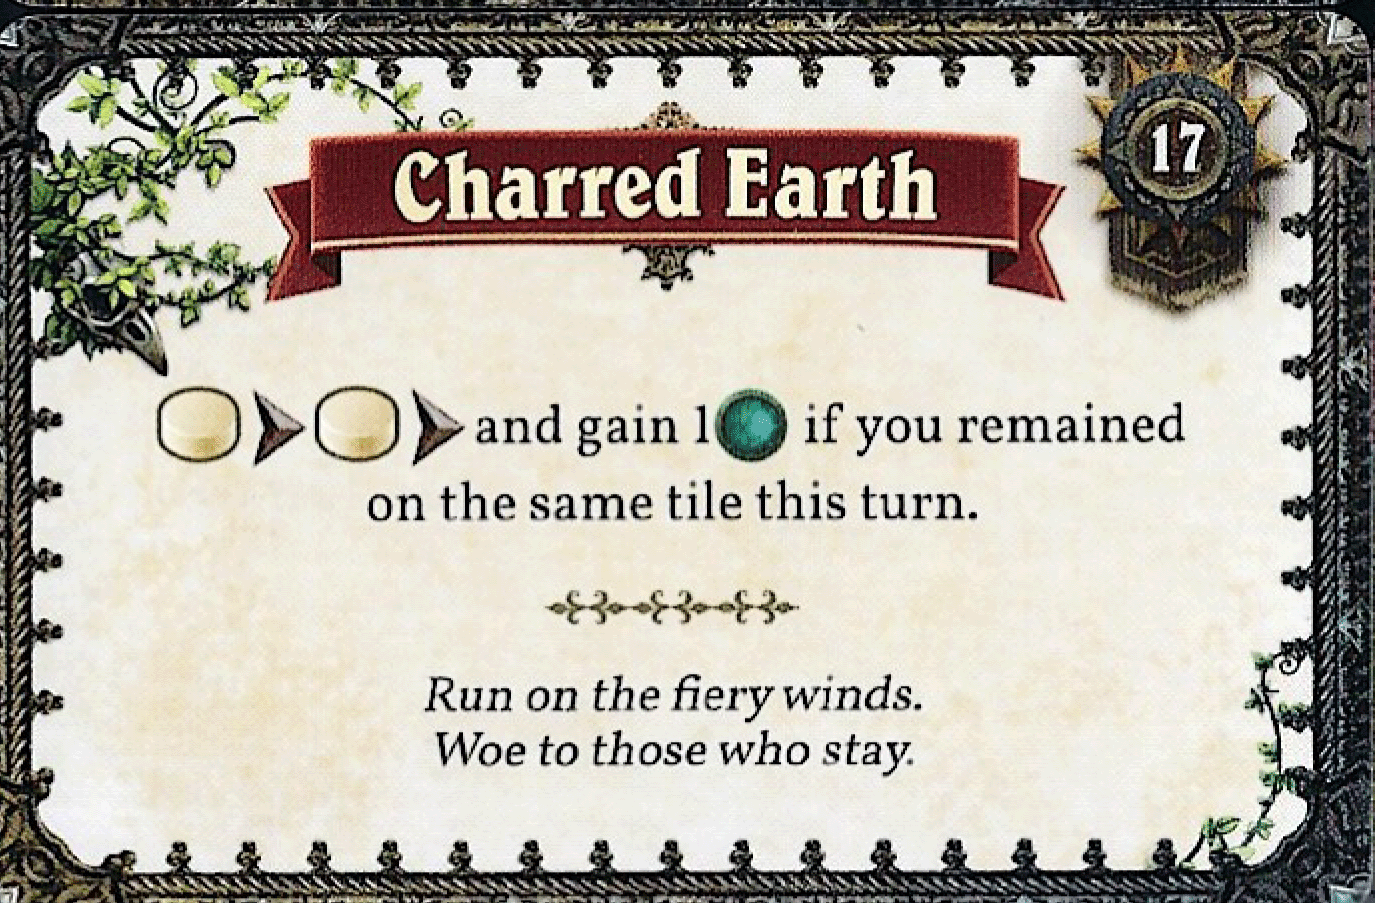 Charred Earth
17
and gain 1 if you remained
on the same tile this turn.
Run on the fiery winds.
Woe to those who stay.